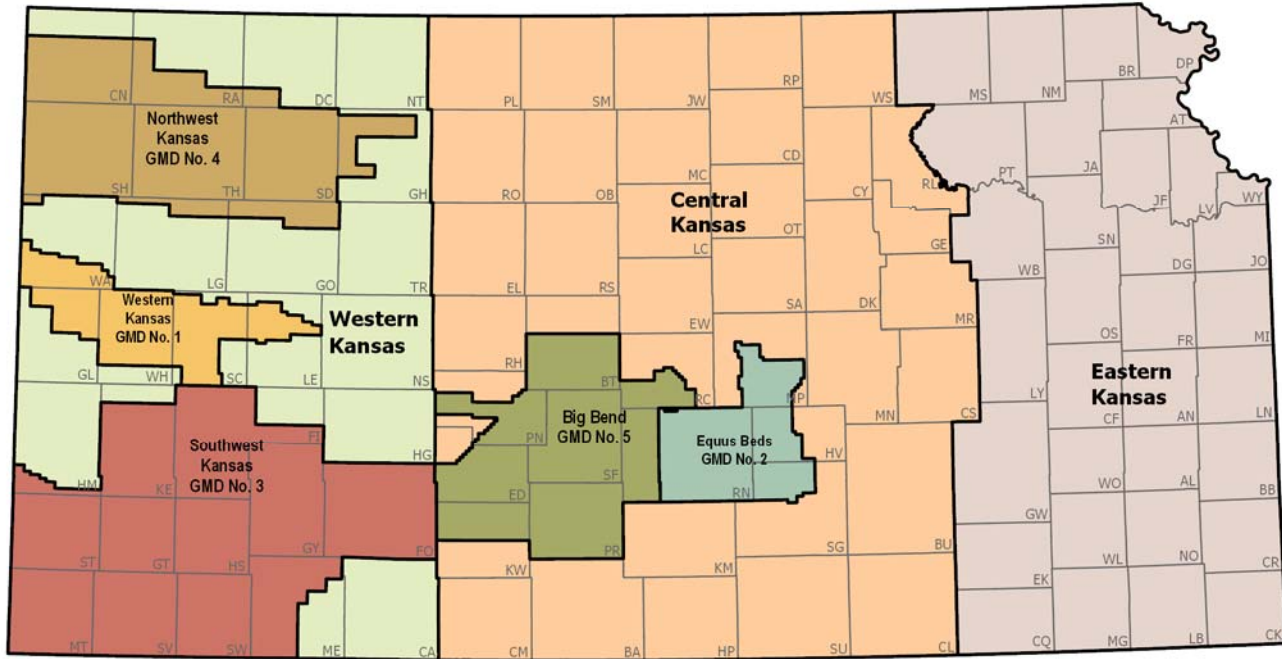 CN
RA
DC
NT
PL
SM
JW
RP
WS
MS
NM
BR
DP
Northwest
Kansas
GMD No. 4
CD
AT
SH
TH
SD
GH
RO
OB
MC
CY
RL
PT
JA
JF
LV
WY
Central
Kansas
OT
LC
GE
SN
WB
DG
JO
WA
LG
GO
TR
EL
RS
SA
DK
MR
Western
Kansas
GMD No. 1
Western
Kansas
EW
OS
FR
MI
GL
WH
SC
LE
NS
RH
BT
RC
MP
MN
CS
LY
Eastern
Kansas
CF
AN
LN
Southwest
Kansas
GMD No. 3
FI
HG
PN
Big Bend
GMD No. 5
Equus Beds
GMD No. 2
HV
HM
KE
ED
SF
RN
WO
AL
BB
ST
GT
HS
GY
FO
PR
SG
BU
GW
KW
KM
EK
WL
NO
CR
MT
SV
SW
ME
CA
CM
BA
HP
SU
CL
CQ
MG
LB
CK